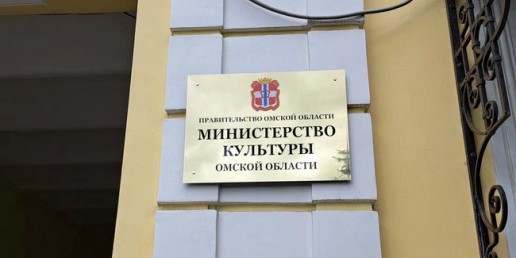 ПРАВИТЕЛЬСТВО ОМСКОЙ ОБЛАСТИ
МИНИСТЕРСТВО
КУЛЬТУРЫ
ОМСКОЙ ОБЛАСТИ